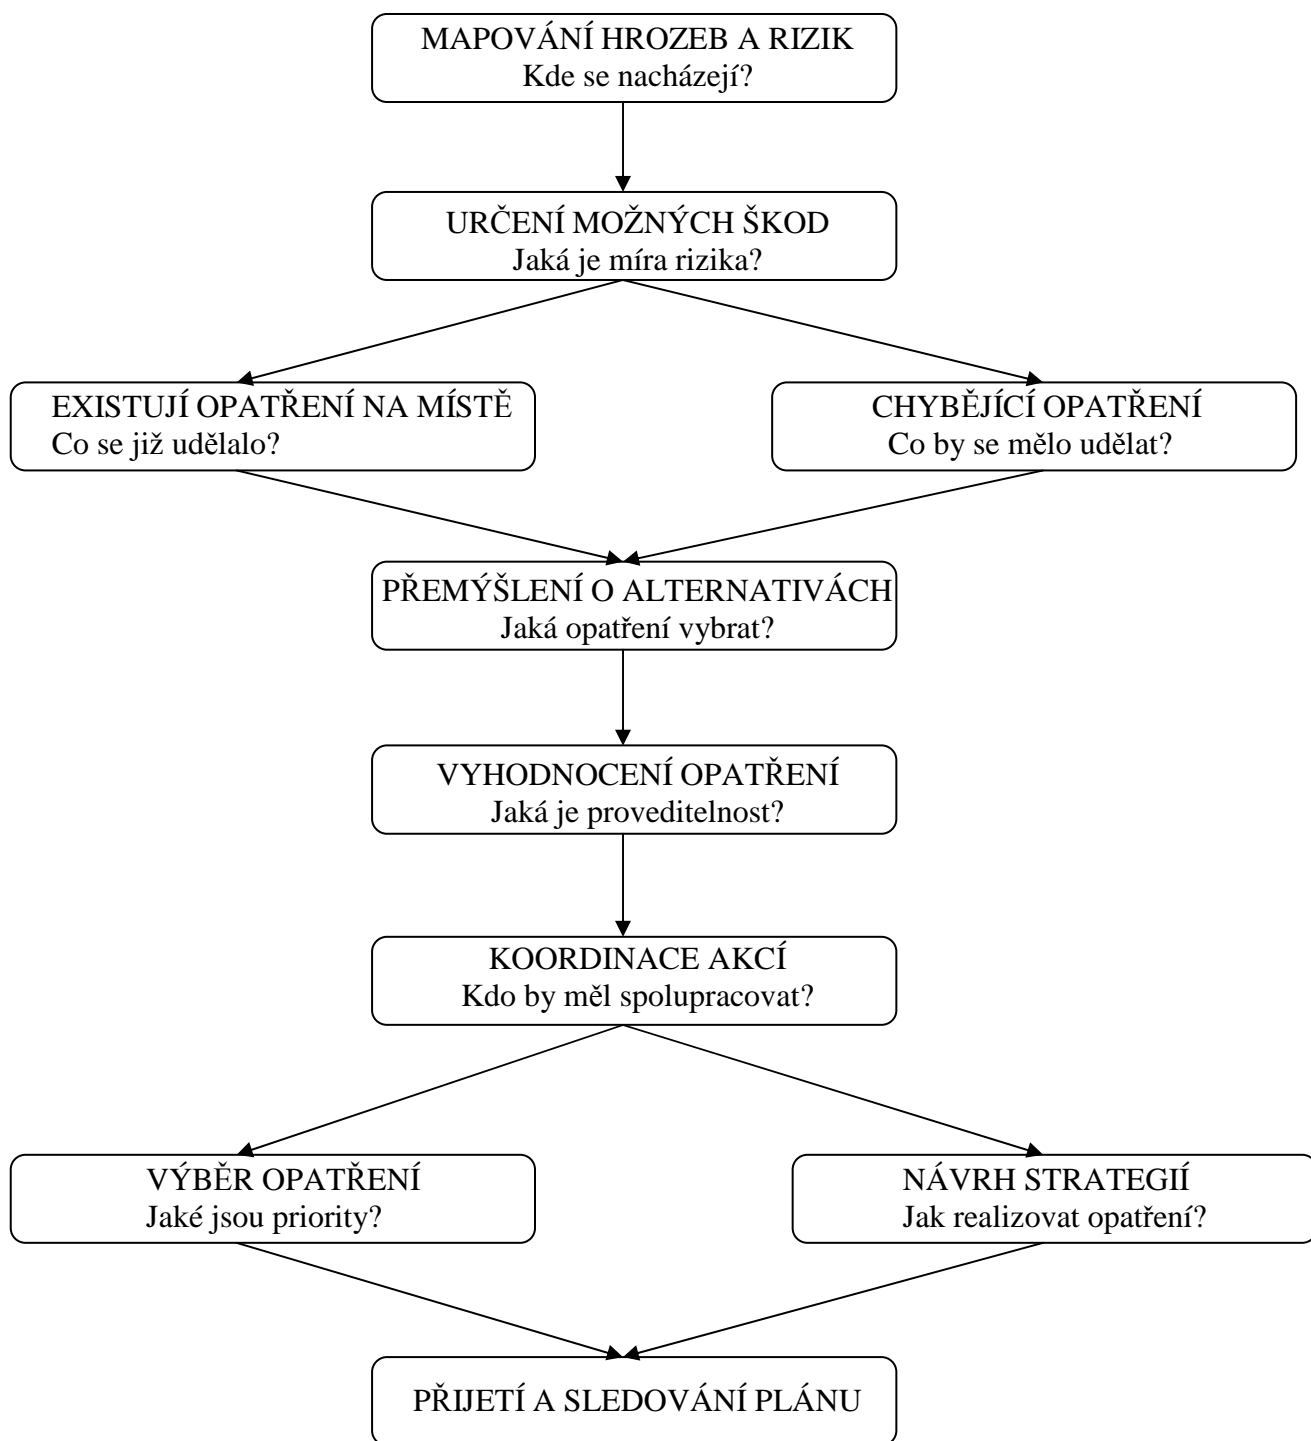 MAPOVÁNÍ HROZEB A RIZIK
Kde se nacházejí?
URČENÍ MOŽNÝCH ŠKOD
Jaká je míra rizika?
EXISTUJÍ OPATŘENÍ NA MÍSTĚ
Co se již udělalo?
CHYBĚJÍCÍ OPATŘENÍ
Co by se mělo udělat?
PŘEMÝŠLENÍ O ALTERNATIVÁCH
Jaká opatření vybrat?
VYHODNOCENÍ OPATŘENÍ
Jaká je proveditelnost?
KOORDINACE AKCÍ
Kdo by měl spolupracovat?
VÝBĚR OPATŘENÍ
Jaké jsou priority?
NÁVRH STRATEGIÍ
Jak realizovat opatření?
PŘIJETÍ A SLEDOVÁNÍ PLÁNU